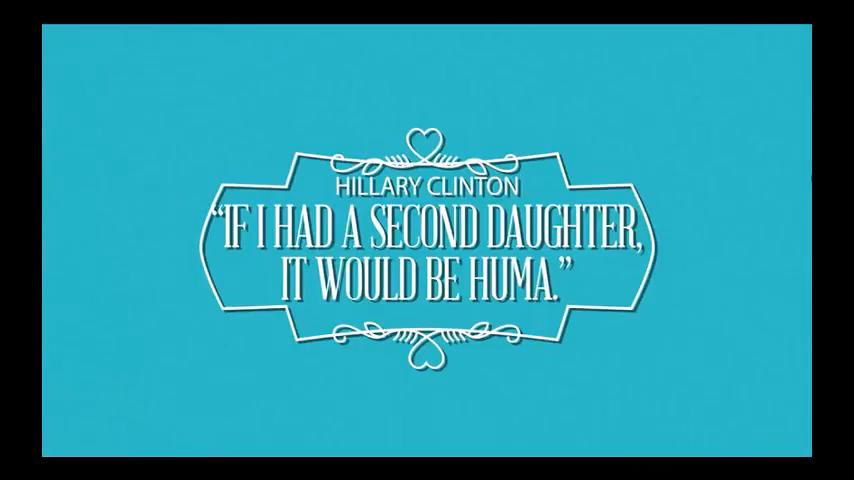 HILLARY CLINTON
“IF I HAD A SECOND DAUGHTER,
IT WOULD BE HUMA.”